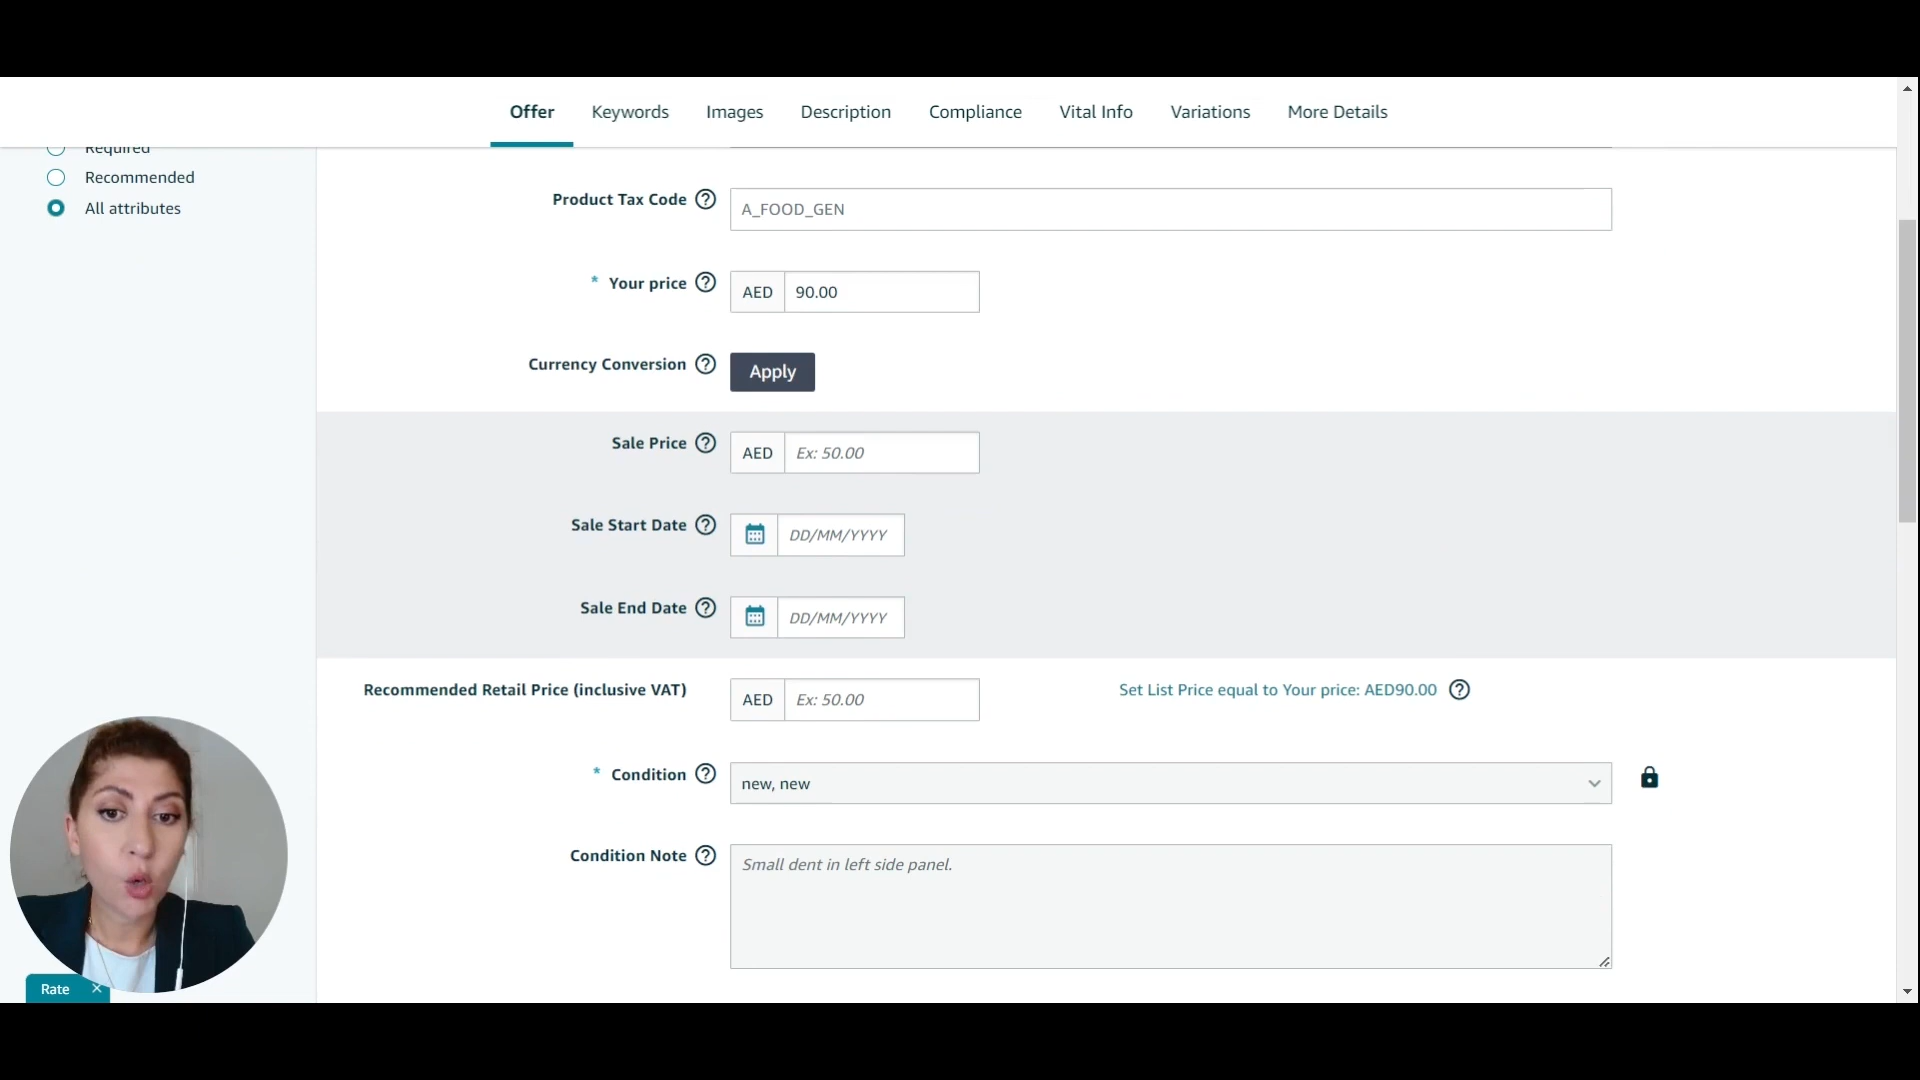 Offer Keywords Images Description Compliance Vital Info Variations More Details
Required
Recommended
All attributes
Product Tax Code ? A_FOOD_GEN
* Your price ? AED 90.00
Currency Conversion ? Apply
Sale Price ? AED Ex: 50.00
Sale Start Date ? DD/MM/YYYY
Sale End Date ? DD/MM/YYYY
Recommended Retail Price (inclusive VAT) AED Ex: 50.00 Set List Price equal to Your price: AED90.00 ?
* Condition ? new, new
Condition Note ? Small dent in left side panel.
Rate ×